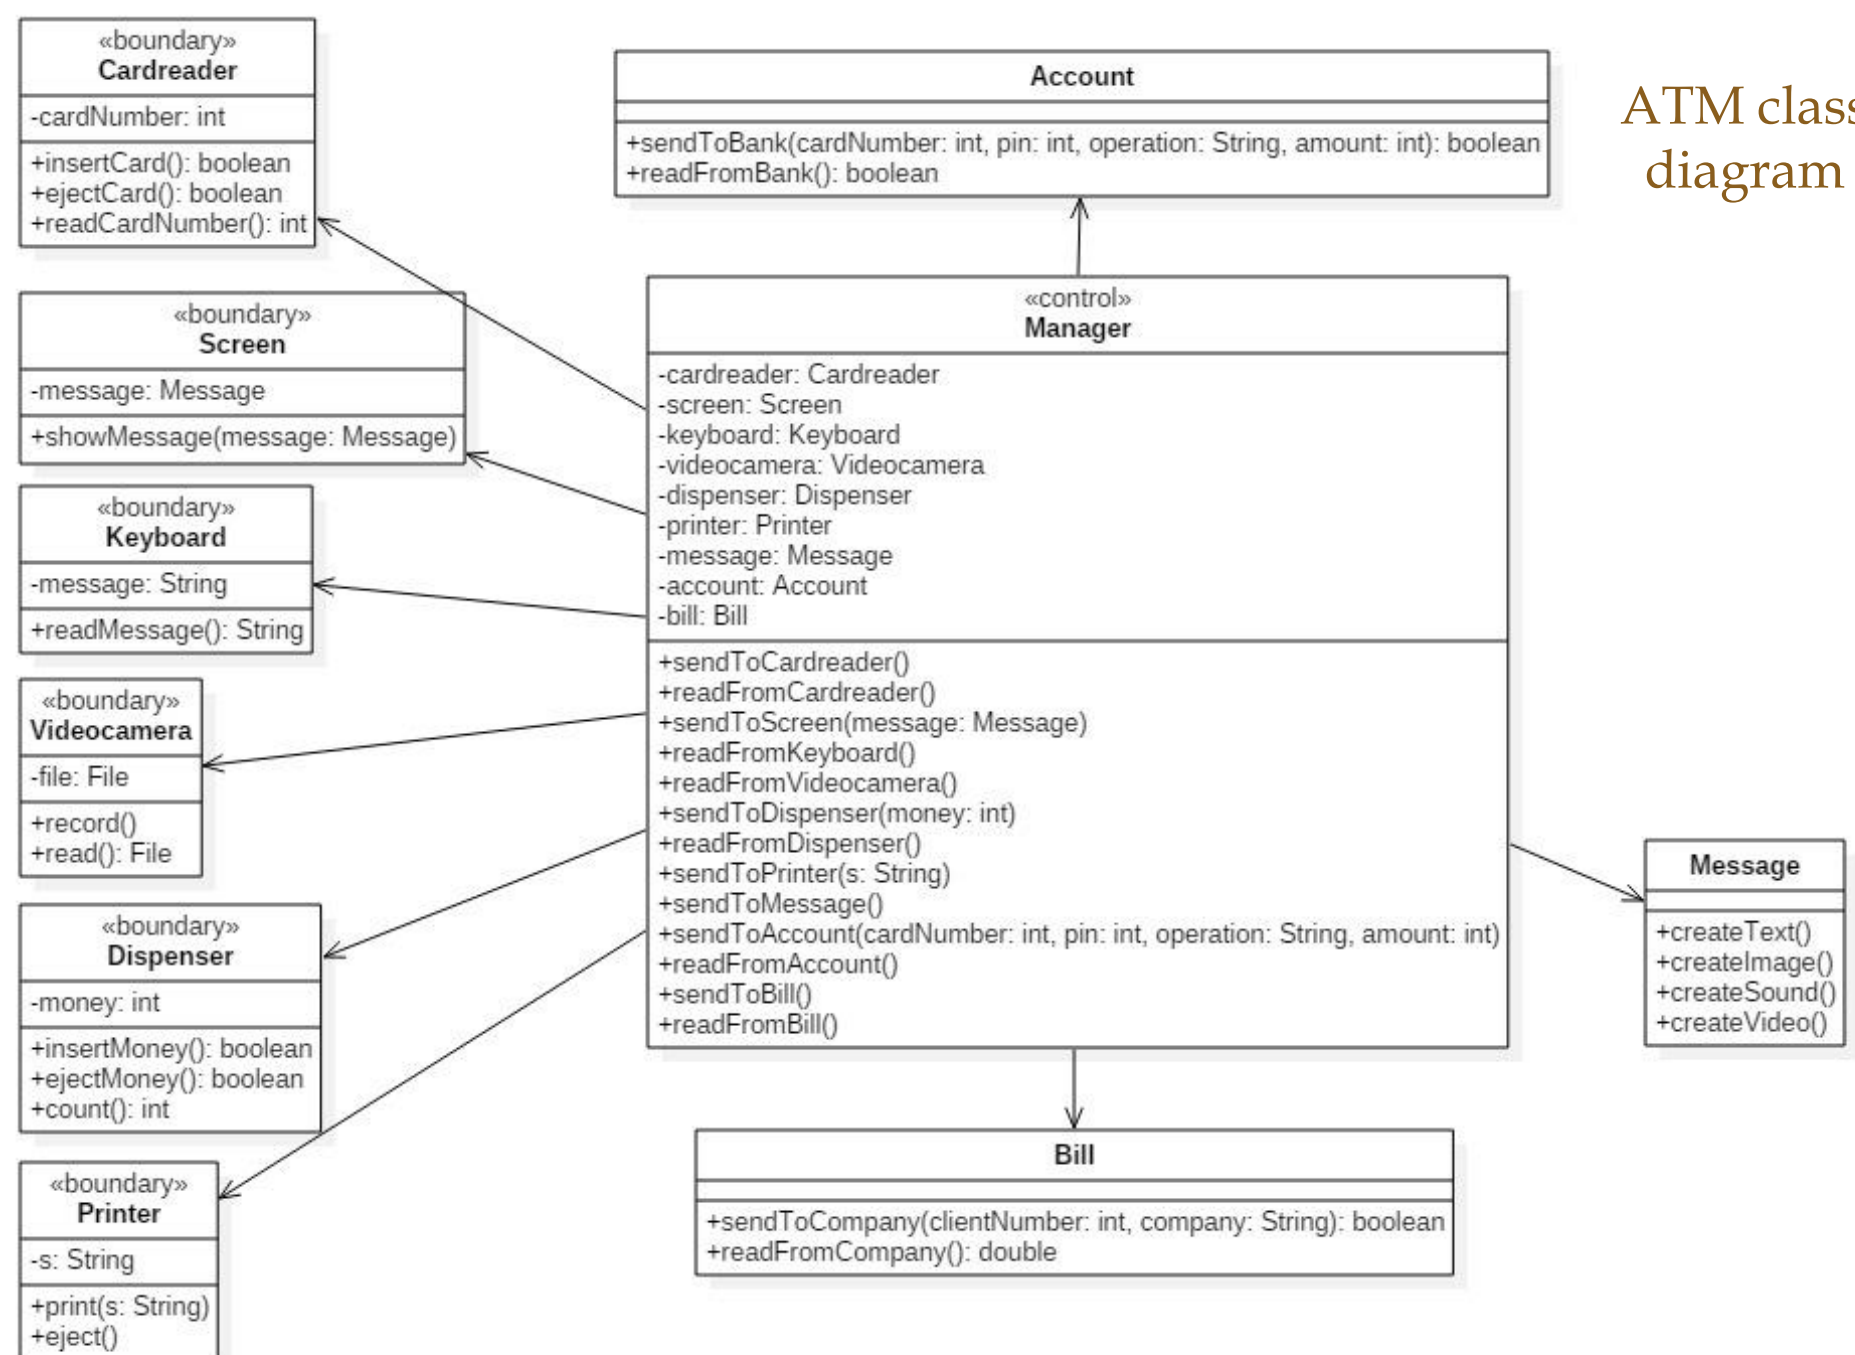 «boundary»
Cardreader
-cardNumber: int
+insertCard(): boolean
+ejectCard(): boolean
+readCardNumber(): int
Account
+sendToBank(cardNumber: int, pin: int, operation: String, amount: int): boolean
+readFromBank(): boolean
ATM class
diagram
«boundary»
Screen
-message: Message
+showMessage(message: Message)
«boundary»
Keyboard
-message: String
+readMessage(): String
«boundary»
Videocamera
-file: File
+record()
+read(): File
«boundary»
Dispenser
-money: int
+insertMoney(): boolean
+ejectMoney(): boolean
+count(): int
«boundary»
Printer
-s: String
+print(s: String)
+eject()
«control»
Manager
-cardreader: Cardreader
-screen: Screen
-keyboard: Keyboard
-videocamera: Videocamera
-dispenser: Dispenser
-printer: Printer
-message: Message
-account: Account
-bill: Bill
+sendToCardreader()
+readFromCardreader()
+sendToScreen(message: Message)
+readFromKeyboard()
+readFromVideocamera()
+sendToDispenser(money: int)
+readFromDispenser()
+sendToPrinter(s: String)
+sendToMessage()
+sendToAccount(cardNumber: int, pin: int, operation: String, amount: int)
+readFromAccount()
+sendToBill()
+readFromBill()
Message
+createText()
+createImage()
+createSound()
+createVideo()
Bill
+sendToCompany(clientNumber: int, company: String): boolean
+readFromCompany(): double